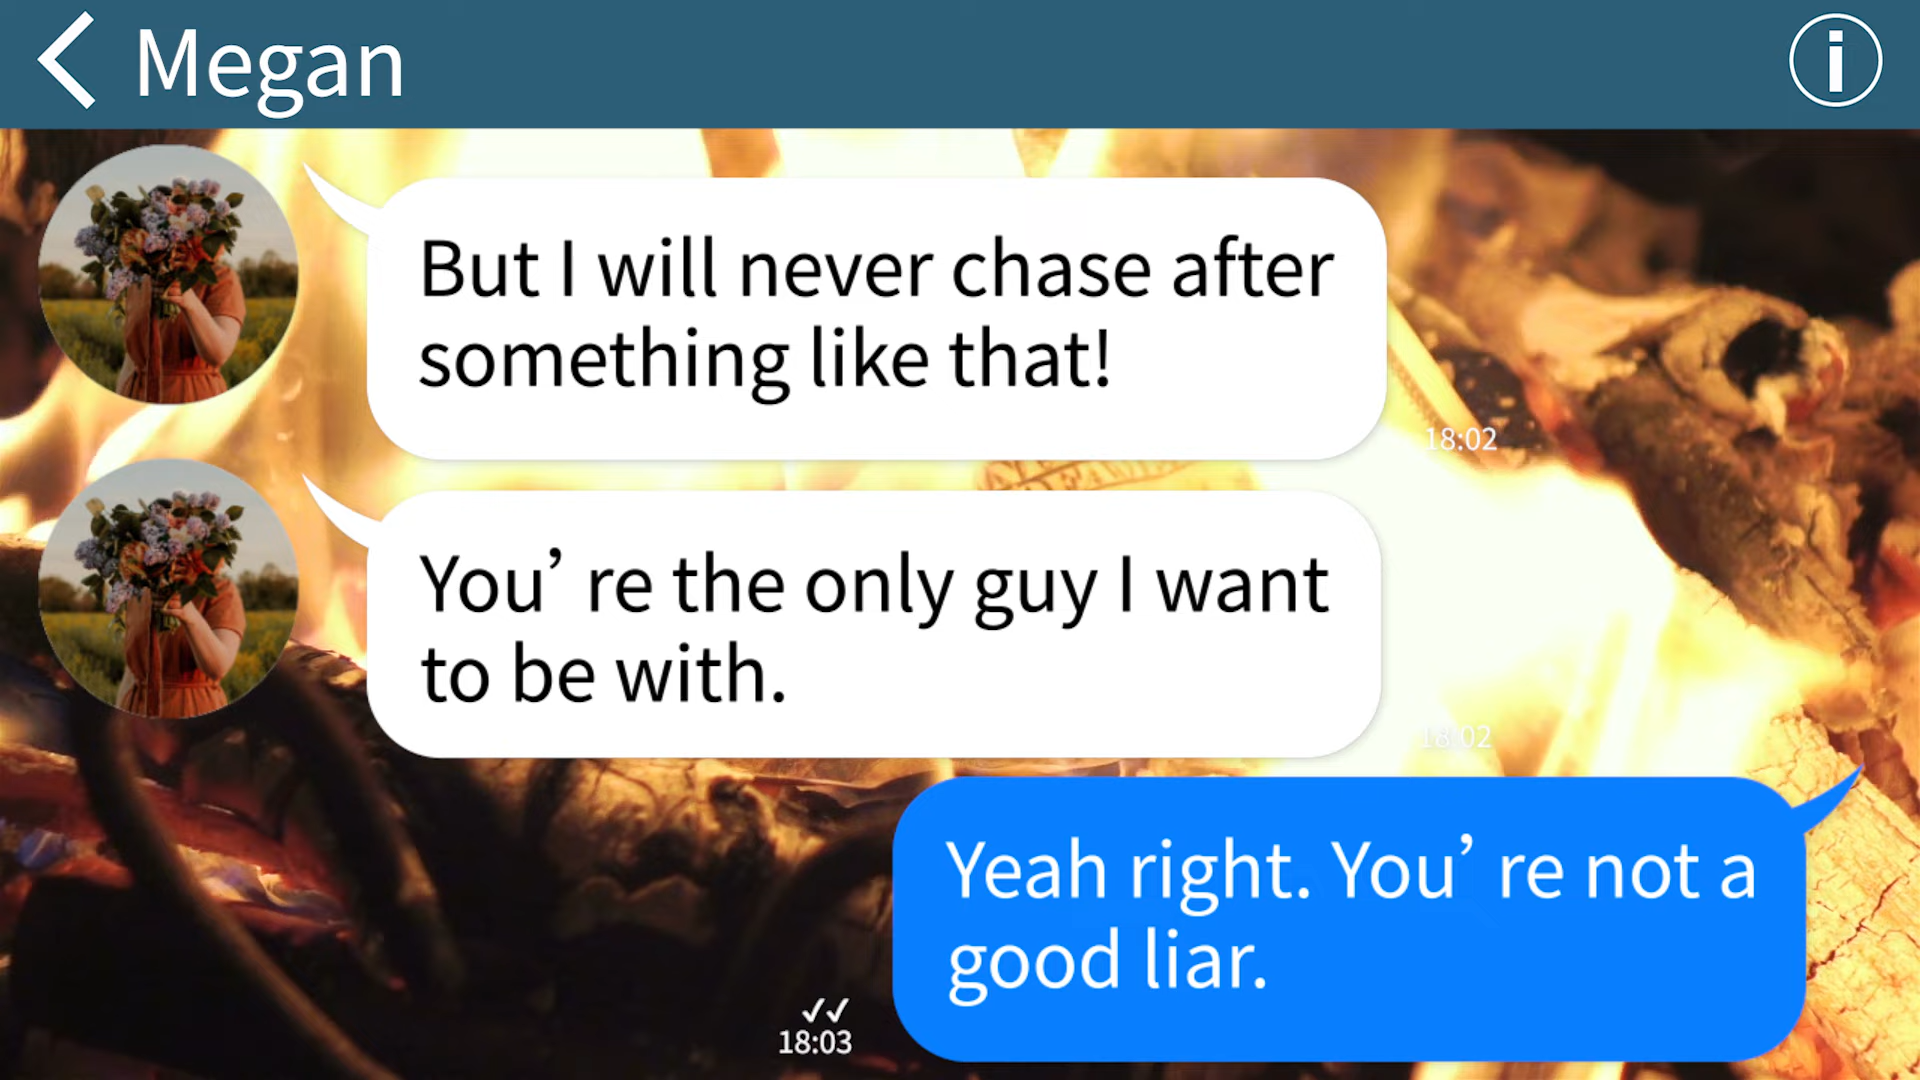 Megan
But I will never chase after
something like that!
18:02
You’ re the only guy I want
to be with.
18:02
Yeah right. You’ re not a
good liar.
18:03